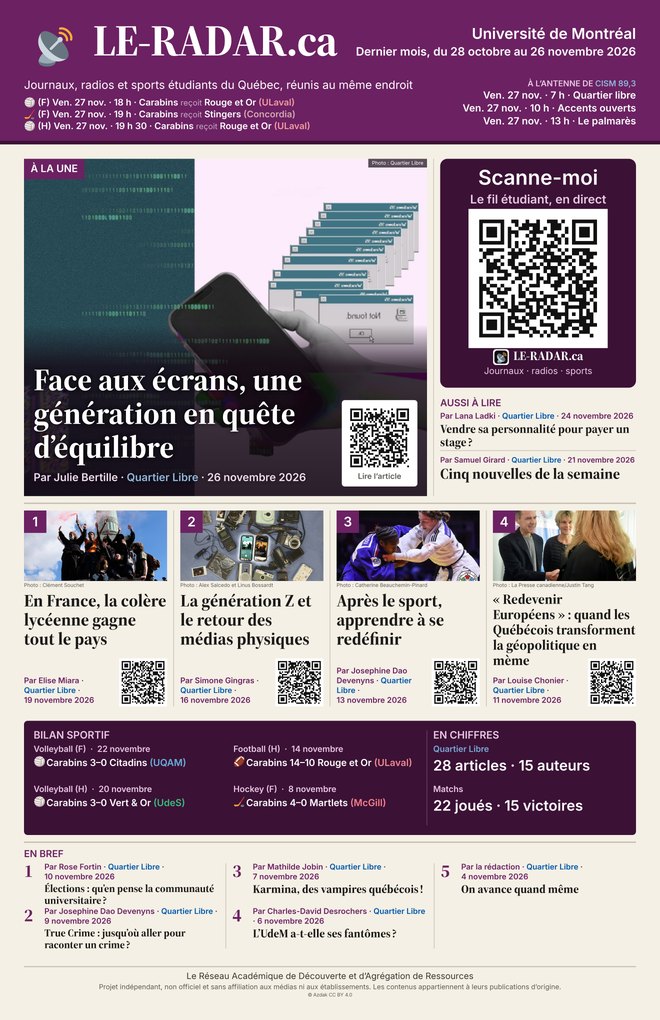 LE-RADAR.ca
Université de Montréal
Dernier mois, du 28 octobre au 26 novembre 2026
Journaux, radios et sports étudiants du Québec, réunis au même endroit
(F) Ven. 27 nov. · 18 h · Carabins reçoit Rouge et Or (ULaval)
(F) Ven. 27 nov. · 19 h · Carabins reçoit Stingers (Concordia)
(H) Ven. 27 nov. · 19 h 30 · Carabins reçoit Rouge et Or (ULaval)
À L'ANTENNE DE CISM 89,3
Ven. 27 nov. · 7 h · Quartier libre
Ven. 27 nov. · 10 h · Accents ouverts
Ven. 27 nov. · 13 h · Le palmarès
À LA UNE
Photo : Quartier Libre
Not found.
Face aux écrans, une
génération en quête
d'équilibre
Par Julie Bertille · Quartier Libre · 26 novembre 2026
Lire l'article
Scanne-moi
Le fil étudiant, en direct
LE-RADAR.ca
Journaux · radios · sports
AUSSI À LIRE
Par Lana Ladki · Quartier Libre · 24 novembre 2026
Vendre sa personnalité pour payer un
stage ?
Par Samuel Girard · Quartier Libre · 21 novembre 2026
Cinq nouvelles de la semaine
1
Photo : Clément Souchet
En France, la colère
lycéenne gagne
tout le pays
Par Elise Miara ·
Quartier Libre ·
19 novembre 2026
2
Photo : Alex Salcedo et Linus Bossardt
La génération Z et
le retour des
médias physiques
Par Simone Gingras ·
Quartier Libre ·
16 novembre 2026
3
Photo : Catherine Beauchemin-Pinard
Après le sport,
apprendre à se
redéfinir
Par Josephine Dao
Devenyns · Quartier
Libre ·
13 novembre 2026
4
Photo : La Presse canadienne/Justin Tang
« Redevenir
Européens » : quand les
Québécois transforment
la géopolitique en
mème
Par Louise Chonier ·
Quartier Libre ·
11 novembre 2026
BILAN SPORTIF
Volleyball (F) · 22 novembre
Carabins 3–0 Citadins (UQAM)
Volleyball (H) · 20 novembre
Carabins 3–0 Vert & Or (UdeS)
Football (H) · 14 novembre
Carabins 14–10 Rouge et Or (ULaval)
Hockey (F) · 8 novembre
Carabins 4–0 Martlets (McGill)
EN CHIFFRES
Quartier Libre
28 articles · 15 auteurs
Matchs
22 joués · 15 victoires
EN BREF
1
Par Rose Fortin · Quartier Libre ·
10 novembre 2026
Élections : qu'en pense la communauté
universitaire ?
2
Par Josephine Dao Devenyns · Quartier Libre ·
9 novembre 2026
True Crime : jusqu'où aller pour
raconter un crime ?
3
Par Mathilde Jobin · Quartier Libre ·
7 novembre 2026
Karmina, des vampires québécois !
4
Par Charles-David Desrochers · Quartier Libre
· 6 novembre 2026
L'UdeM a-t-elle ses fantômes ?
5
Par la rédaction · Quartier Libre ·
4 novembre 2026
On avance quand même
Le Réseau Académique de Découverte et d'Agrégation de Ressources
Projet indépendant, non officiel et sans affiliation aux médias ni aux établissements. Les contenus appartiennent à leurs publications d'origine.
© Azdak CC BY 4.0